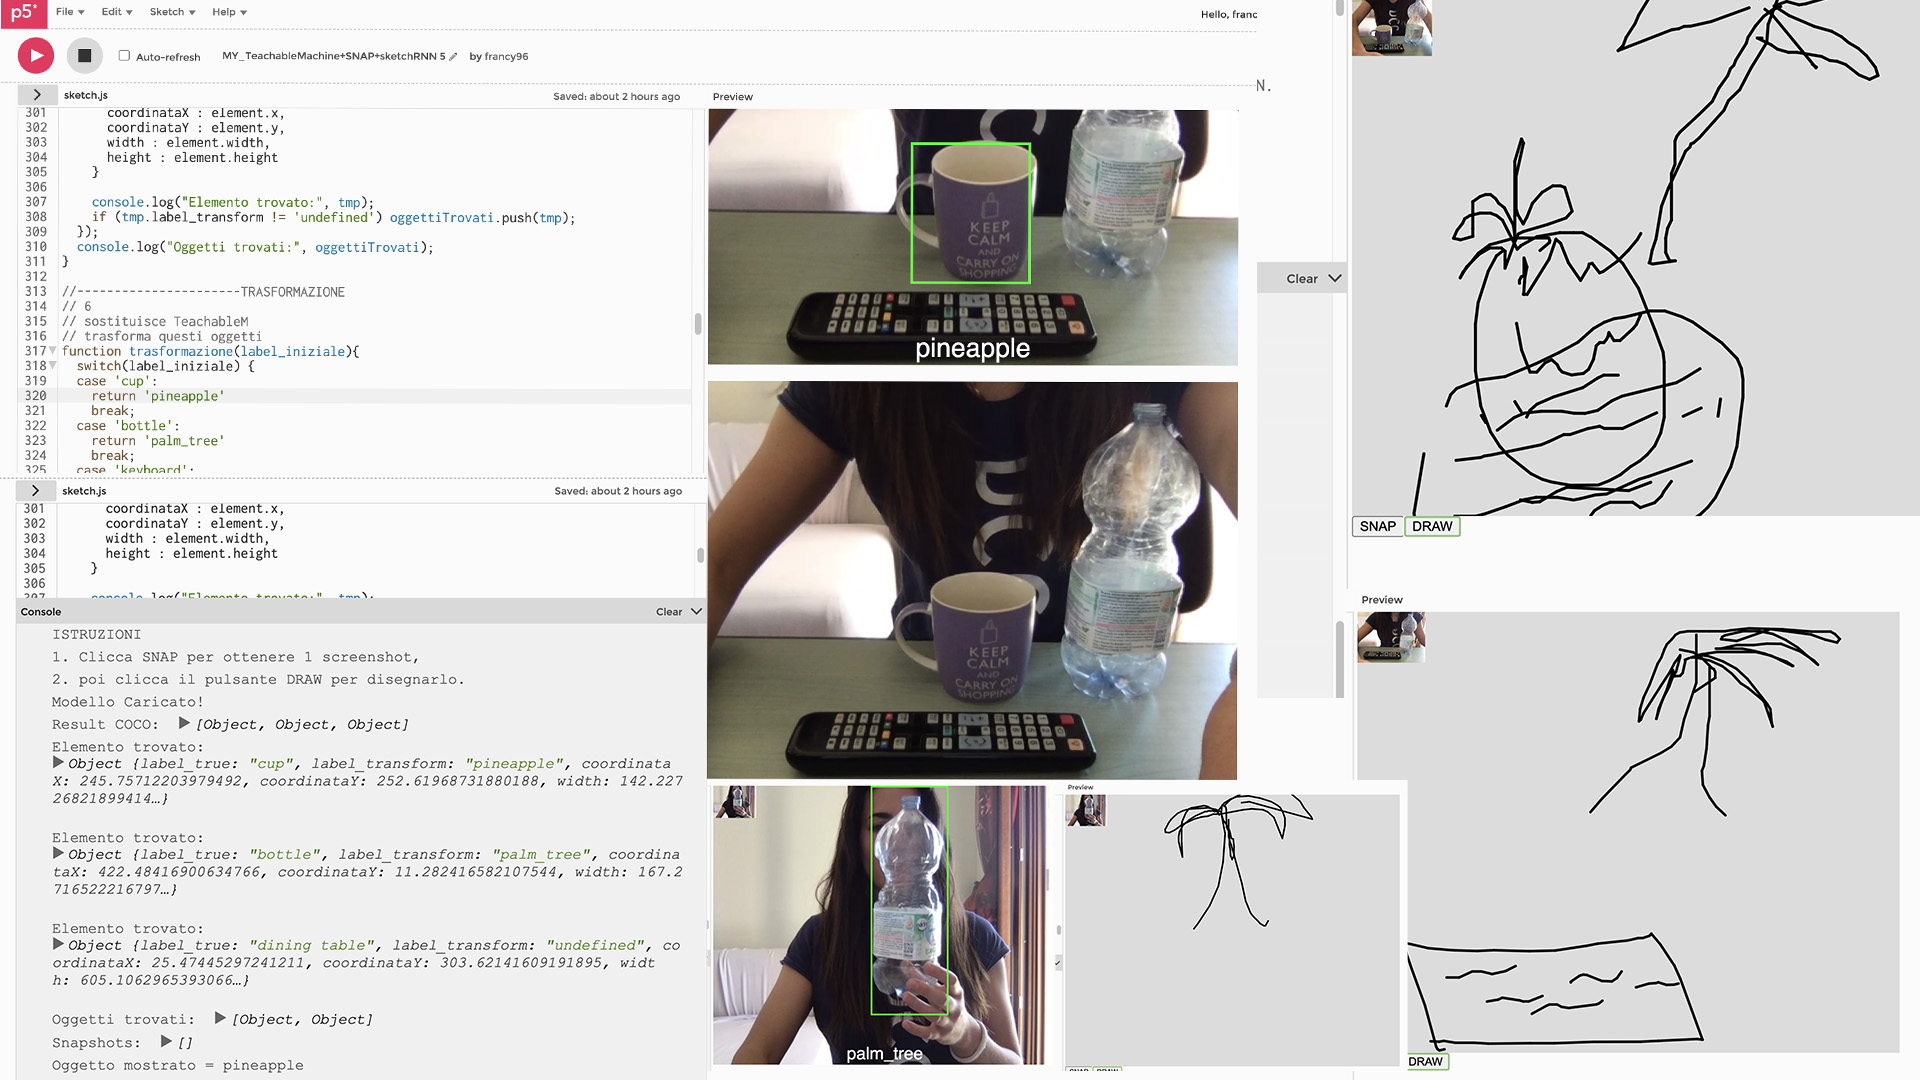 p5*
File
Edit
Sketch
Help
Hello, franc
Auto-refresh
MY_TeachableMachine+SNAP+sketchRNN 5
by francy96
N.
sketch.js
Saved: about 2 hours ago
Preview
301 coordinataX : element.x,
302 coordinataY : element.y,
303 width : element.width,
304 height : element.height
305 }
306
307 console.log("Elemento trovato:", tmp);
308 if (tmp.label_transform != 'undefined') oggettiTrovati.push(tmp);
309 });
310 console.log("Oggetti trovati:", oggettiTrovati);
311 }
312
313 //----------------------TRASFORMAZIONE
314 // 6
315 // sostituisce TeachableM
316 // trasforma questi oggetti
317 function trasformazione(label_iniziale){
318 switch(label_iniziale) {
319 case 'cup':
320 return 'pineapple'
321 break;
322 case 'bottle':
323 return 'palm_tree'
324 break;
325 case 'keyboard':
sketch.js
Saved: about 2 hours ago
301 coordinataX : element.x,
302 coordinataY : element.y,
303 width : element.width,
304 height : element.height
305 }
306
307 console.log("Elemento trovato:", tmp);
Console
Clear
ISTRUZIONI
1. Clicca SNAP per ottenere 1 screenshot,
2. poi clicca il pulsante DRAW per disegnarlo.
Modello Caricato!
Result COCO: [Object, Object, Object]
Elemento trovato:
Object {label_true: "cup", label_transform: "pineapple", coordinata
X: 245.75712203979492, coordinataY: 252.61968731880188, width: 142.227
26821899414…}
Elemento trovato:
Object {label_true: "bottle", label_transform: "palm_tree", coordina
taX: 422.48416900634766, coordinataY: 11.282416582107544, width: 167.2
716522216797…}
Elemento trovato:
Object {label_true: "dining table", label_transform: "undefined", co
ordinataX: 25.47445297241211, coordinataY: 303.62141609191895, widt
h: 605.1062965393066…}
Oggetti trovati: [Object, Object]
Snapshots: []
Oggetto mostrato = pineapple
KEEP
CALM
AND
CARRY ON
SHOPPING
pineapple
KEEP
CALM
AND
CARRY ON
SHOPPING
palm_tree
Preview
Clear
SNAP
DRAW
Preview
DRAW